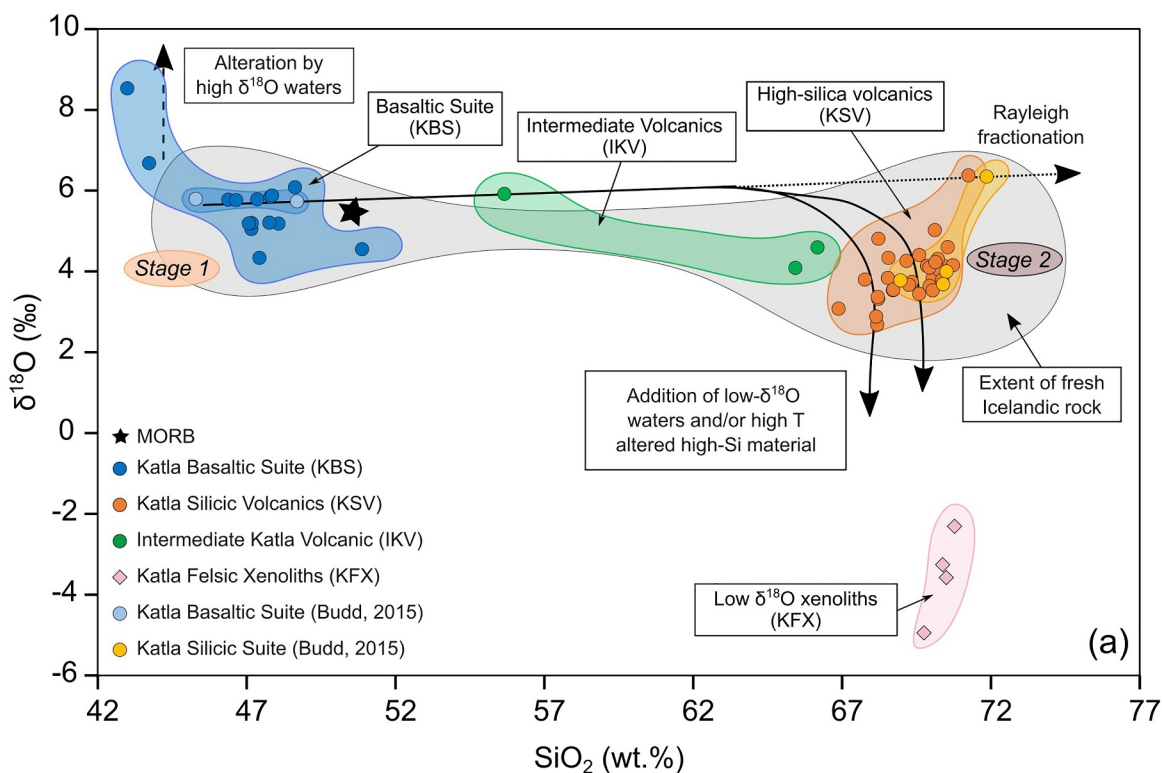 10
8
6
4
2
0
-2
-4
-6
42
47
52
57
62
67
72
77
δ¹⁸O (‰)
SiO₂ (wt.%)
Alteration by
high δ¹⁸O waters
Basaltic Suite
(KBS)
Intermediate Volcanics
(IKV)
High-silica volcanics
(KSV)
Rayleigh
fractionation
Stage 1
Stage 2
Addition of low-δ¹⁸O
waters and/or high T
altered high-Si material
Extent of fresh
Icelandic rock
MORB
Katla Basaltic Suite (KBS)
Katla Silicic Volcanics (KSV)
Intermediate Katla Volcanic (IKV)
Katla Felsic Xenoliths (KFX)
Katla Basaltic Suite (Budd, 2015)
Katla Silicic Suite (Budd, 2015)
Low δ¹⁸O xenoliths
(KFX)
(a)